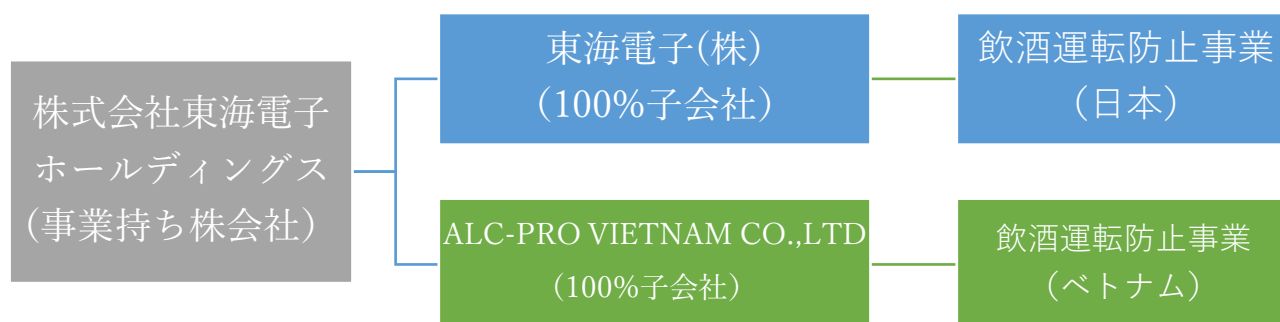 株式会社東海電子
ホールディングス
(事業持ち株会社)
東海電子(株)
(100%子会社)
飲酒運転防止事業
(日本)
ALC-PRO VIETNAM CO.,LTD
(100%子会社)
飲酒運転防止事業
(ベトナム)